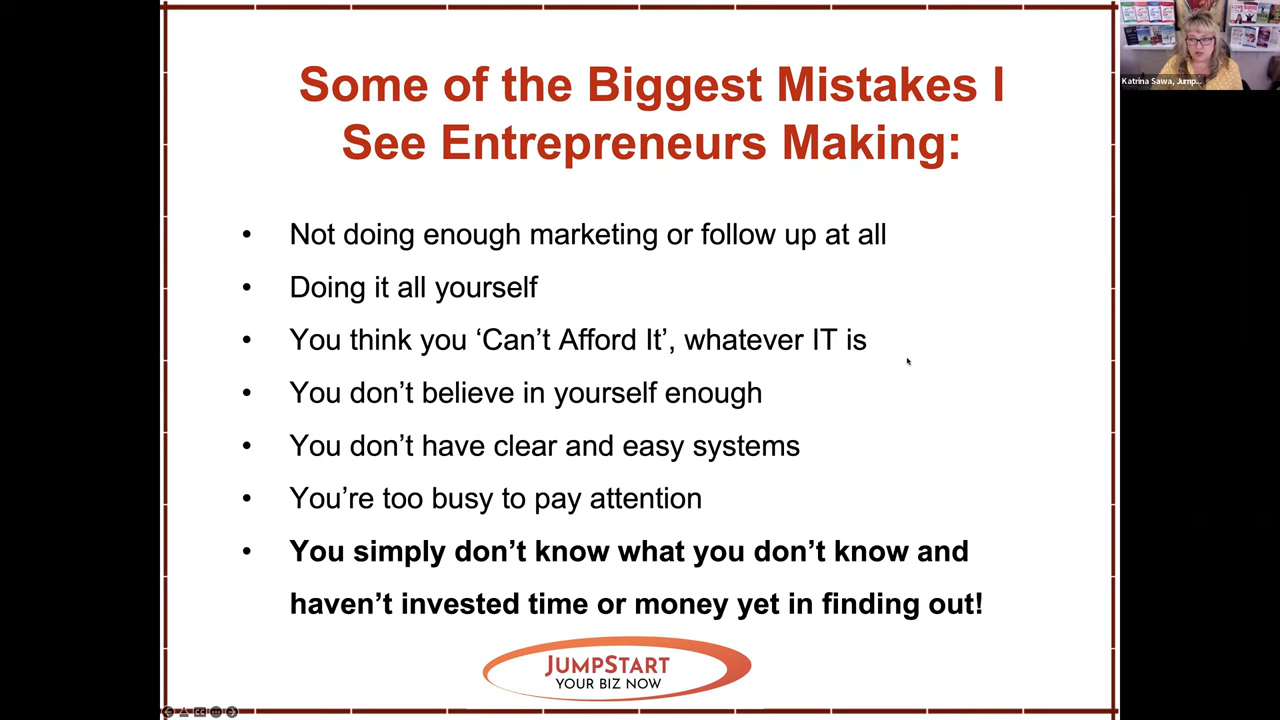 Some of the Biggest Mistakes I
See Entrepreneurs Making:
• Not doing enough marketing or follow up at all
• Doing it all yourself
• You think you ‘Can’t Afford It’, whatever IT is
• You don’t believe in yourself enough
• You don’t have clear and easy systems
• You’re too busy to pay attention
• You simply don’t know what you don’t know and
haven’t invested time or money yet in finding out!
JUMPSTART
YOUR BIZ NOW
Katrina Sawa, Jump...